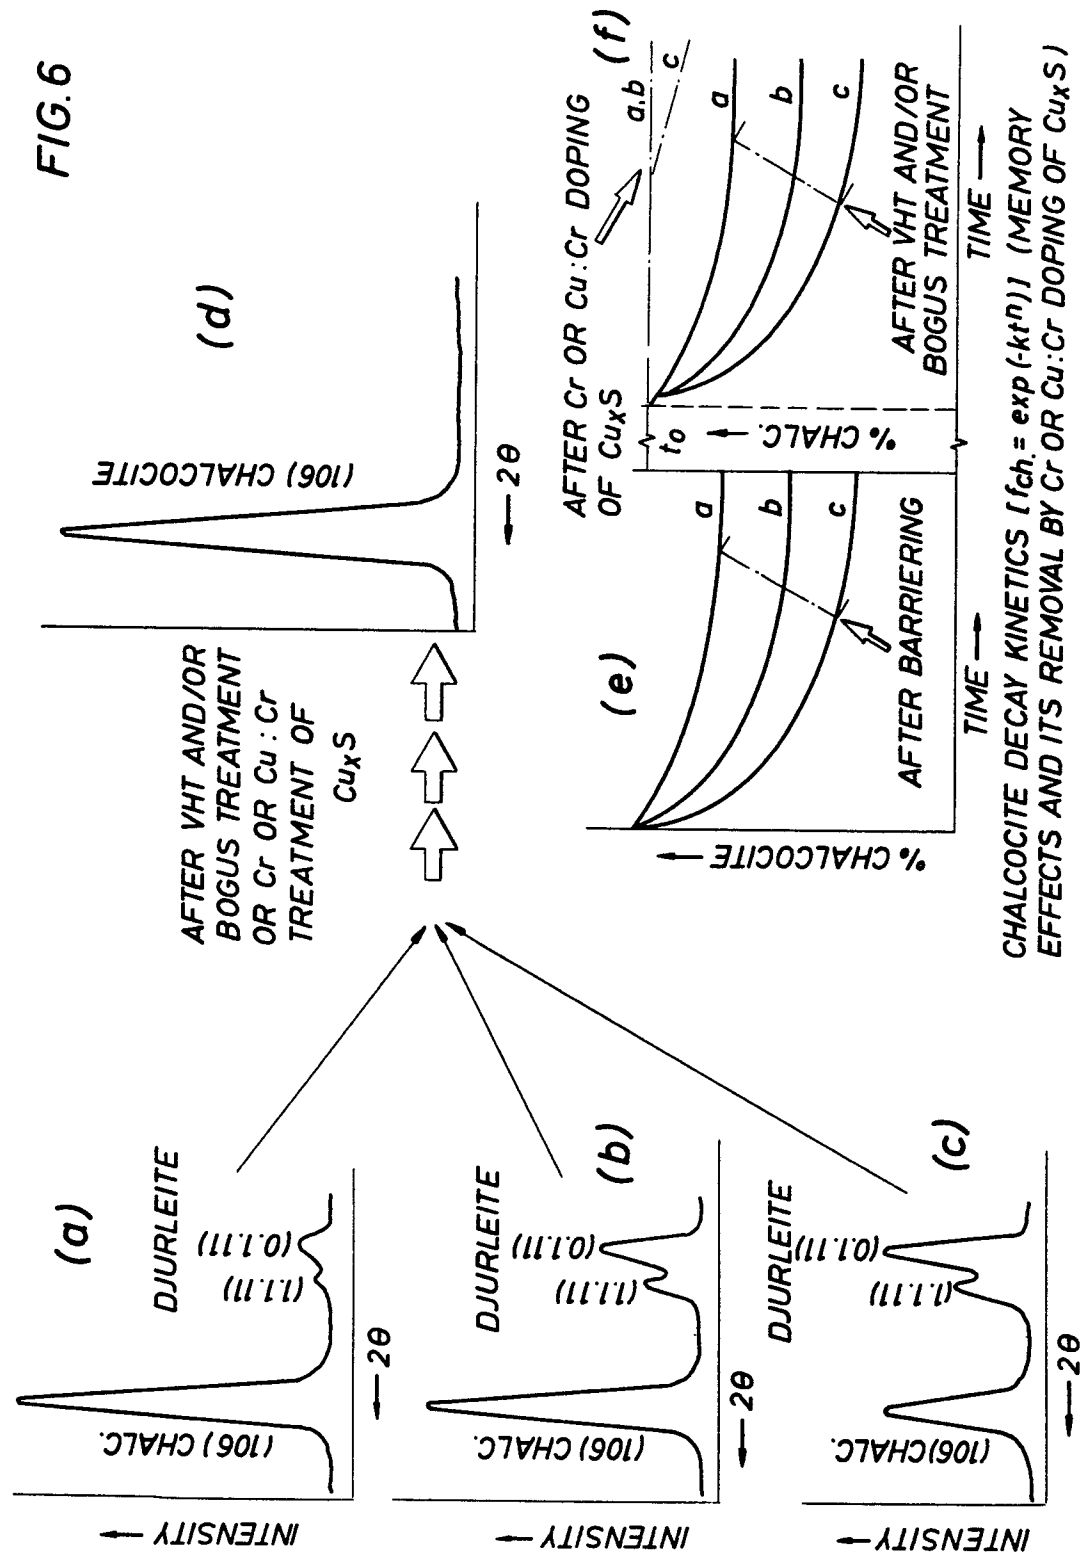 FIG.6
(a)
DJURLEITE
(106) CHALC.
(1.1.11)
(0.1.11)
INTENSITY
2θ
(b)
DJURLEITE
(106) CHALC.
(1.1.11)
(0.1.11)
INTENSITY
2θ
(c)
DJURLEITE
(106) CHALC.
(1.1.11)
(0.1.11)
INTENSITY
2θ
AFTER VHT AND/OR
BOGUS TREATMENT
OR Cr OR Cu:Cr
TREATMENT OF
CuxS
(d)
(106) CHALCOCITE
2θ
(e)
% CHALCOCITE
a
b
c
AFTER BARRIERING
TIME
AFTER Cr OR Cu:Cr DOPING
OF CuxS
(f)
to
% CHALC.
a.b
c
a
b
c
AFTER VHT AND/OR
BOGUS TREATMENT
TIME
CHALCOCITE DECAY KINETICS [fch. = exp(-ktⁿ)] (MEMORY
EFFECTS AND ITS REMOVAL BY Cr OR Cu:Cr DOPING OF CuxS)